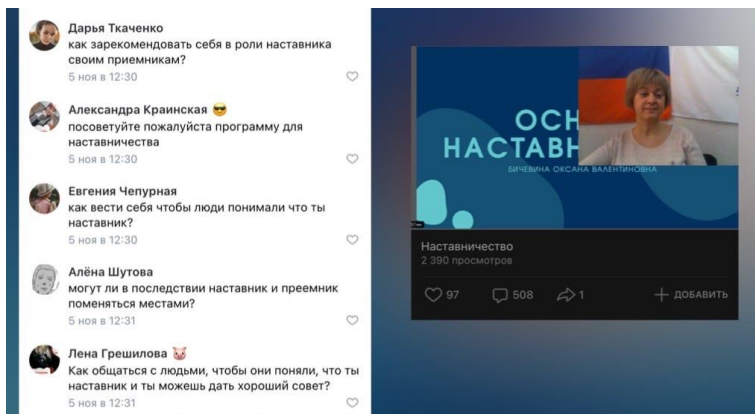 Дарья Ткаченко
как зарекомендовать себя в роли наставника
своим приемникам?
5 ноя в 12:30
Александра Краинская 😎
посоветуйте пожалуйста программу для
наставничества
5 ноя в 12:30
Евгения Чепурная
как вести себя чтобы люди понимали что ты
наставник?
5 ноя в 12:30
Алёна Шутова
могут ли в последствии наставник и преемник
поменяться местами?
5 ноя в 12:31
Лена Грешилова 🐷
Как общаться с людьми, чтобы они поняли, что ты
наставник и ты можешь дать хороший совет?
5 ноя в 12:31
ОСН
НАСТАВН
БИЧЕВИНА ОКСАНА ВАЛЕНТИНОВНА
Наставничество
2 390 просмотров
97 508 1 + ДОБАВИТЬ